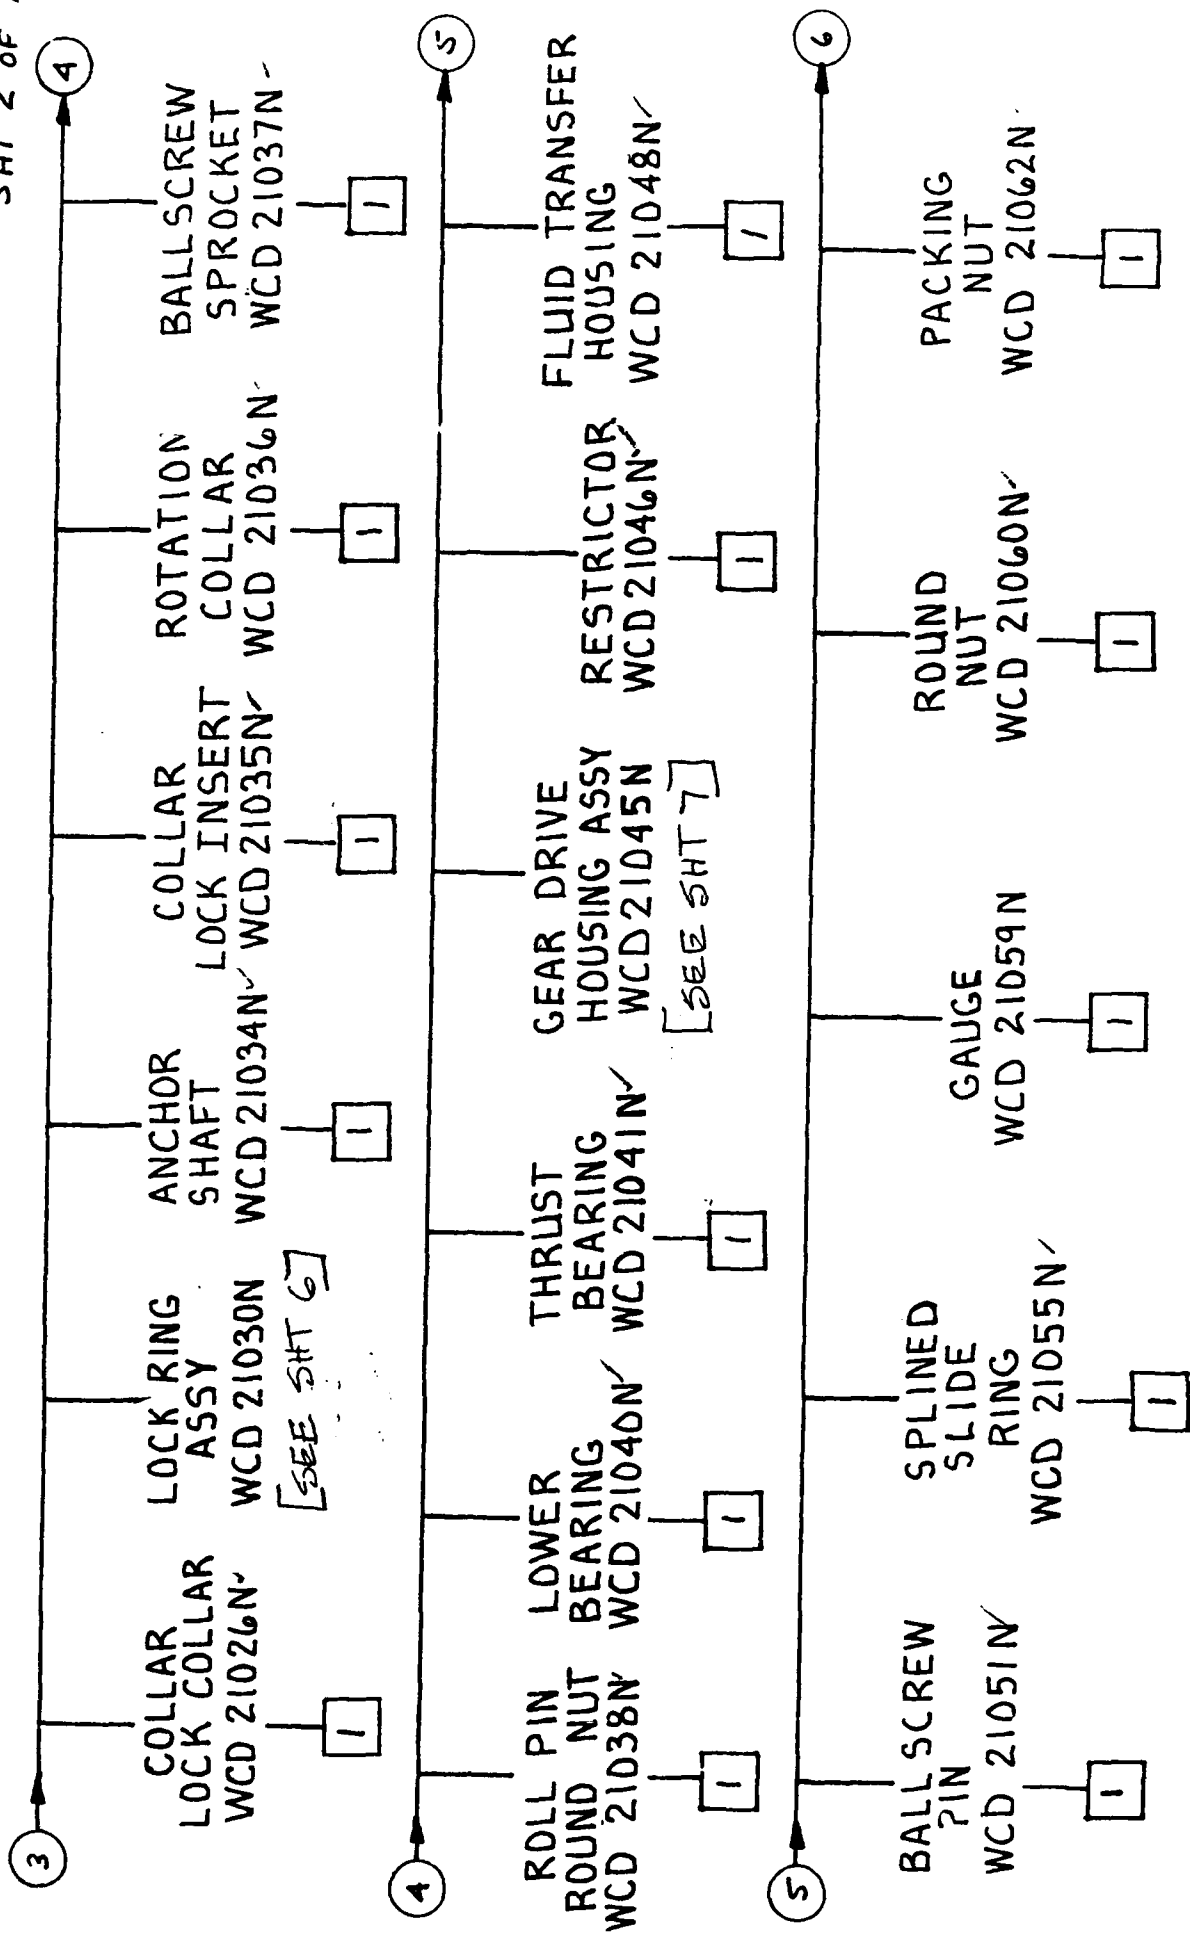 SHT 2 OF
3
COLLAR
LOCK COLLAR
WCD 21026N✓
1
LOCK RING
ASSY
WCD 21030N
[SEE SHT 6]
ANCHOR
SHAFT
WCD 21034N✓
1
COLLAR
LOCK INSERT
WCD 21035N✓
1
ROTATION
COLLAR
WCD 21036N✓
1
BALLSCREW
SPROCKET
WCD 21037N✓
1
4
4
ROLL PIN
ROUND NUT
WCD 21038N✓
1
LOWER
BEARING
WCD 21040N✓
1
THRUST
BEARING
WCD 21041N✓
1
GEAR DRIVE
HOUSING ASSY
WCD 21045N
[SEE SHT 7]
RESTRICTOR
WCD 21046N✓
1
FLUID TRANSFER
HOUSING
WCD 21048N✓
1
5
5
BALLSCREW
PIN
WCD 21051N✓
1
SPLINED
SLIDE
RING
WCD 21055N✓
1
GAUGE
WCD 21059N
1
ROUND
NUT
WCD 21060N✓
1
PACKING
NUT
WCD 21062N
1
6